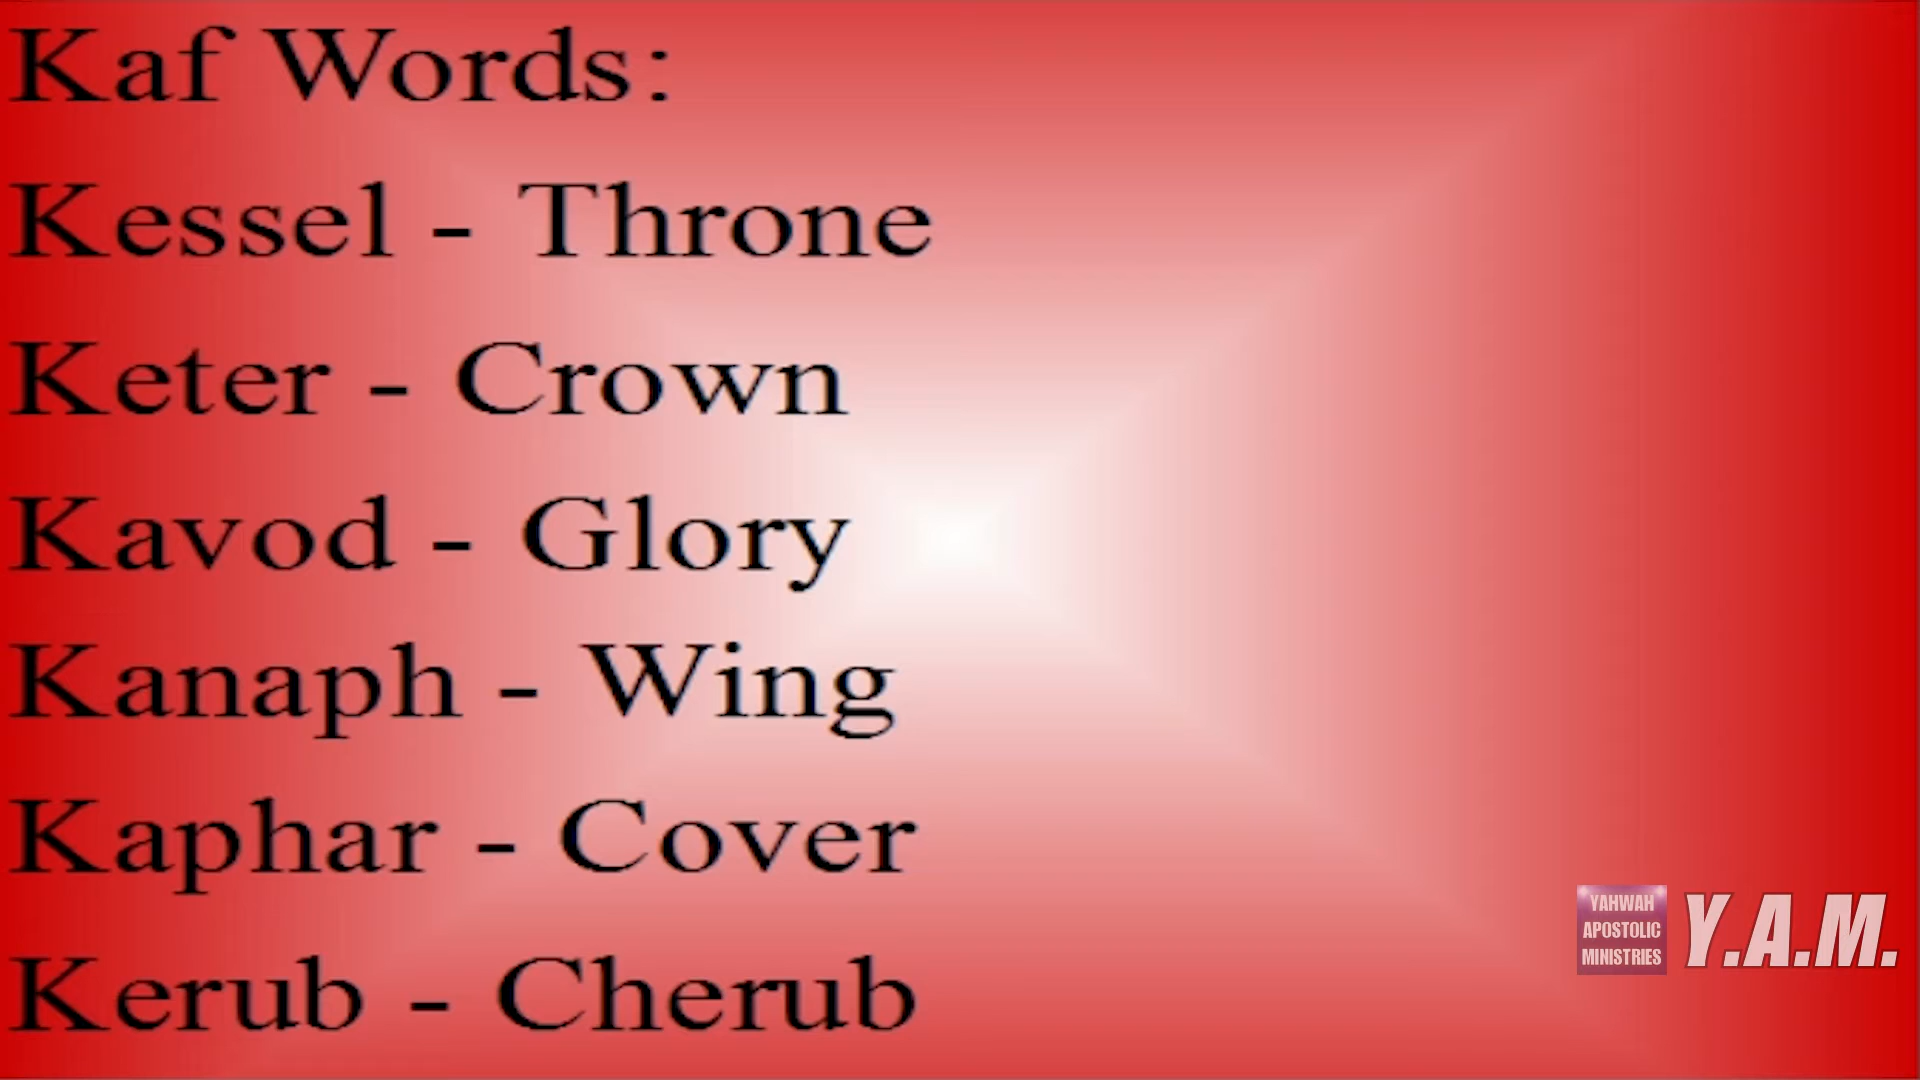 Kaf Words:
Kessel - Throne
Keter - Crown
Kavod - Glory
Kanaph - Wing
Kaphar - Cover
Kerub - Cherub
YAHWAH
APOSTOLIC
MINISTRIES
Y.A.M.